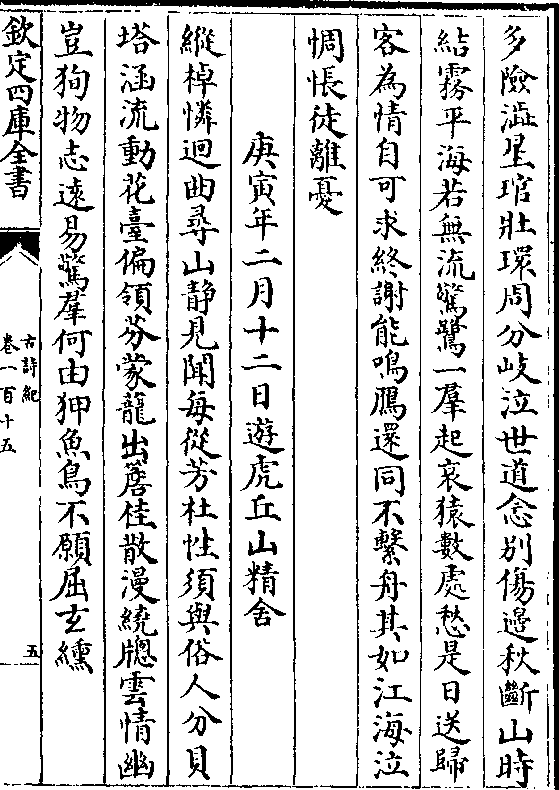 多險澁星琯壯環周分岐泣世道念别傷邉秋斷山時
結霧平海若無流驚鷺一羣起哀猿數處愁是日送歸
客為情自可求終謝能鳴鴈還同不繫舟其如江海泣
惆悵徒離憂
庚寅年二月十二日遊虎丘山精舍
縱棹憐迴曲尋山静見聞每從芳杜性須與俗人分貝
塔涵流動花臺偏領芬蒙籠出簷桂散漫繞牕雲情幽
豈狥物志遠易驚羣何由狎魚鳥不願屈玄纁
欽定四庫全書
古詩紀
卷一百十五
五